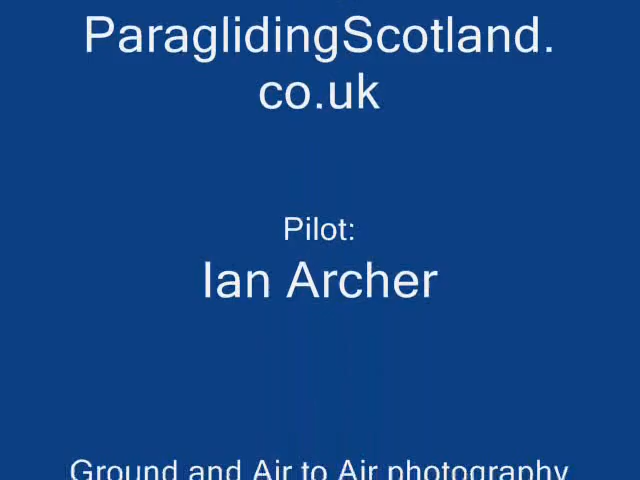 ParaglidingScotland.
co.uk
Pilot:
Ian Archer
Ground and Air to Air photography